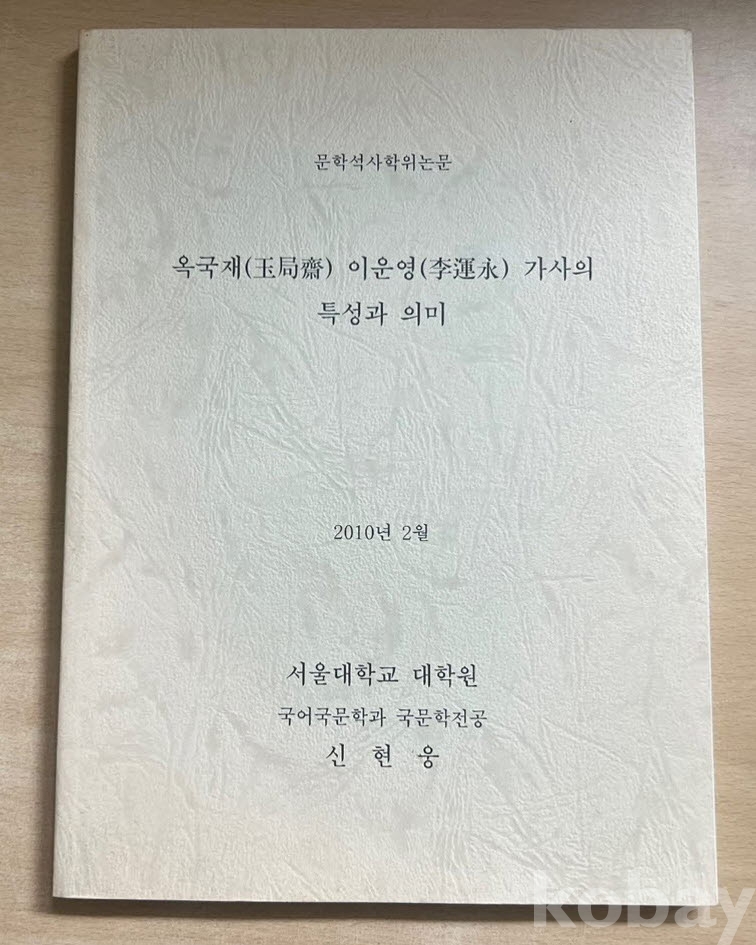 문학석사학위논문
옥국재(玉局齋) 이운영(李運永) 가사의
특성과 의미
2010년 2월
서울대학교 대학원
국어국문학과 국문학전공
신 현 웅
kobay